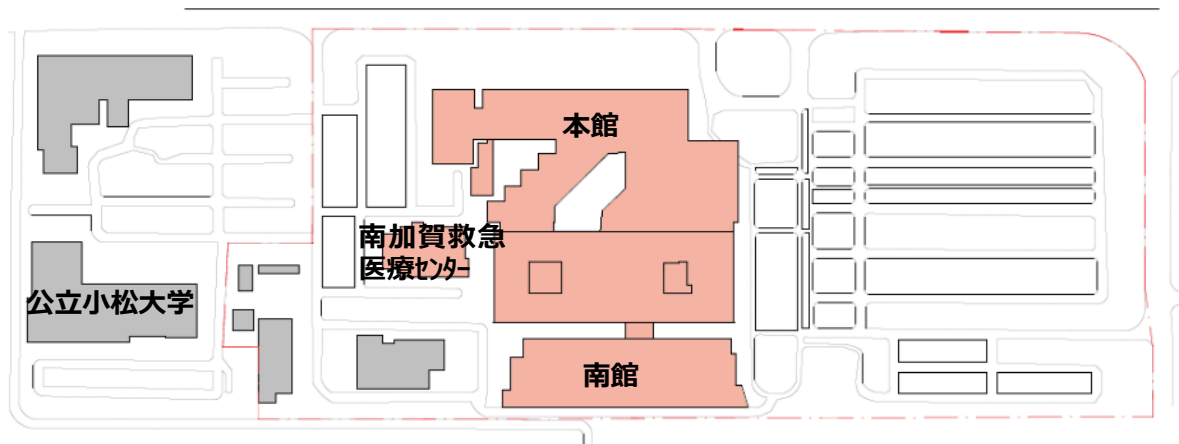 本館
南加賀救急
医療センター
公立小松大学
南館